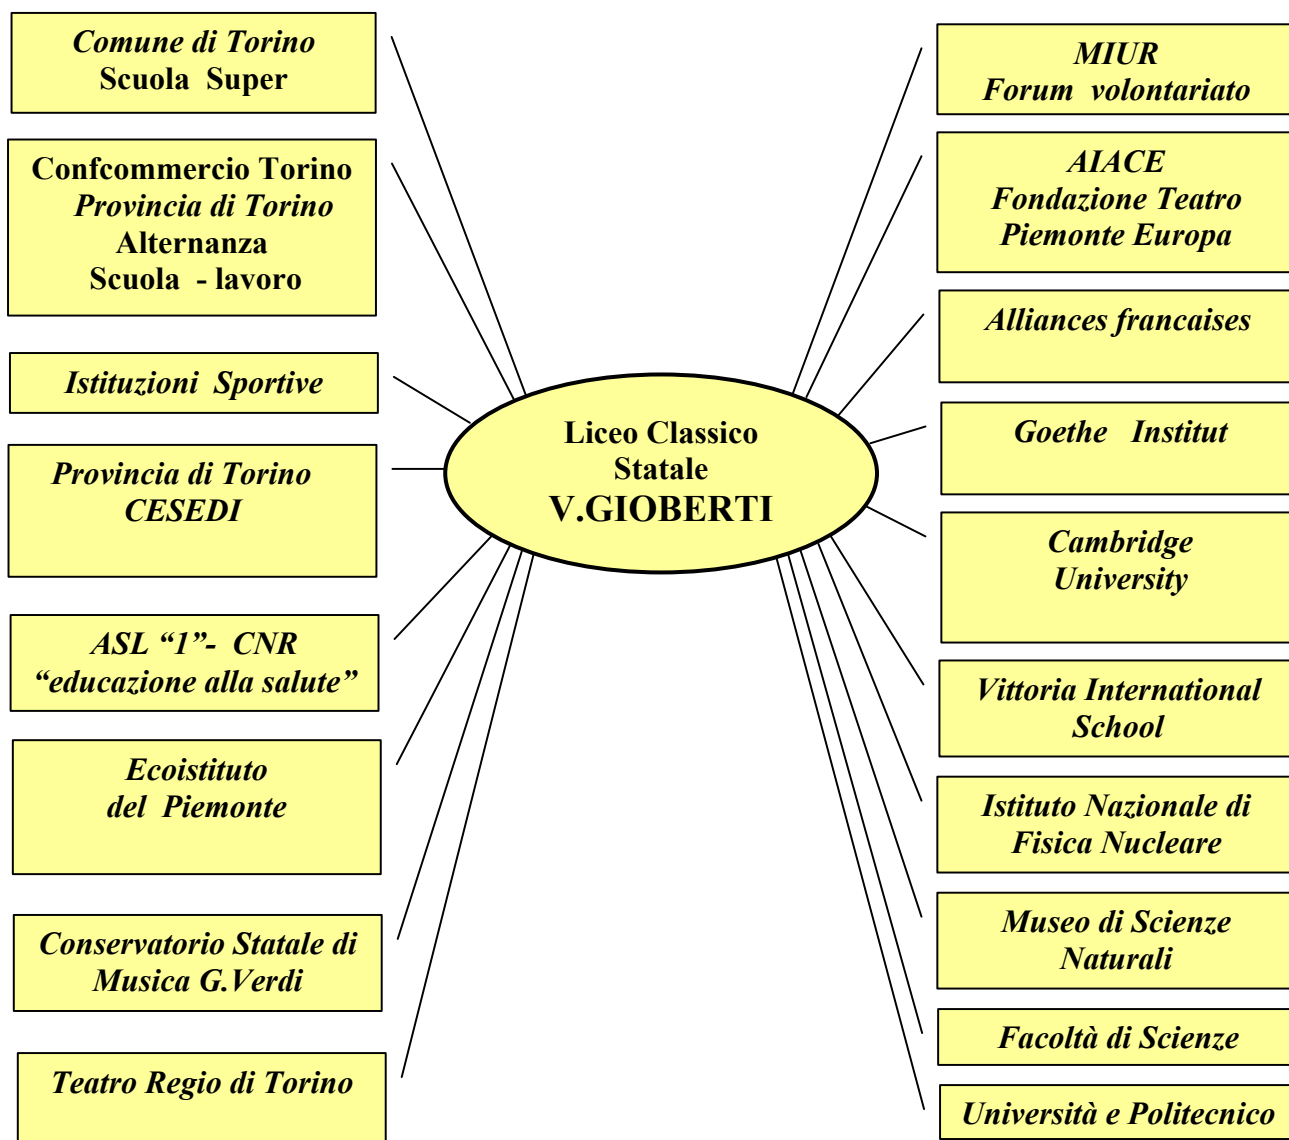 Comune di Torino
Scuola Super
Confcommercio Torino
Provincia di Torino
Alternanza
Scuola - lavoro
Istituzioni Sportive
Provincia di Torino
CESEDI
ASL “1”- CNR
“educazione alla salute”
Ecoistituto
del Piemonte
Conservatorio Statale di
Musica G.Verdi
Teatro Regio di Torino
Liceo Classico
Statale
V.GIOBERTI
MIUR
Forum volontariato
AIACE
Fondazione Teatro
Piemonte Europa
Alliances francaises
Goethe Institut
Cambridge
University
Vittoria International
School
Istituto Nazionale di
Fisica Nucleare
Museo di Scienze
Naturali
Facoltà di Scienze
Università e Politecnico